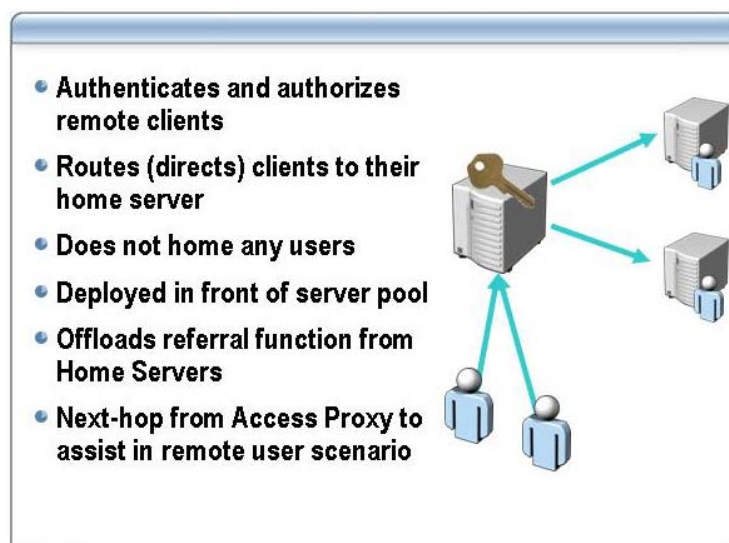 Authenticates and authorizes
remote clients
Routes (directs) clients to their
home server
Does not home any users
Deployed in front of server pool
Offloads referral function from
Home Servers
Next-hop from Access Proxy to
assist in remote user scenario